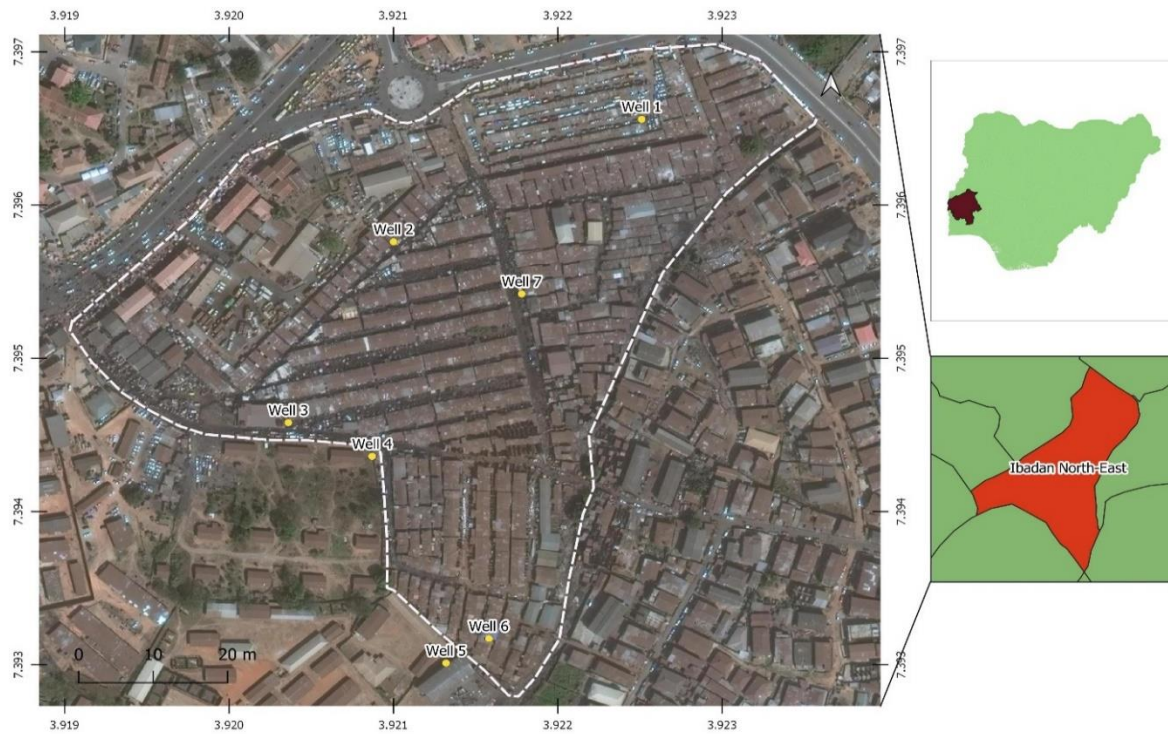 3.919 3.920 3.921 3.922 3.923
7.397 7.397
Well 1
7.396 7.396
Well 2
Well 7
7.395 7.395
Well 3
Well 4
Ibadan North-East
7.394 7.394
Well 6
Well 5
7.393 7.393
0 10 20 m
3.919 3.920 3.921 3.922 3.923